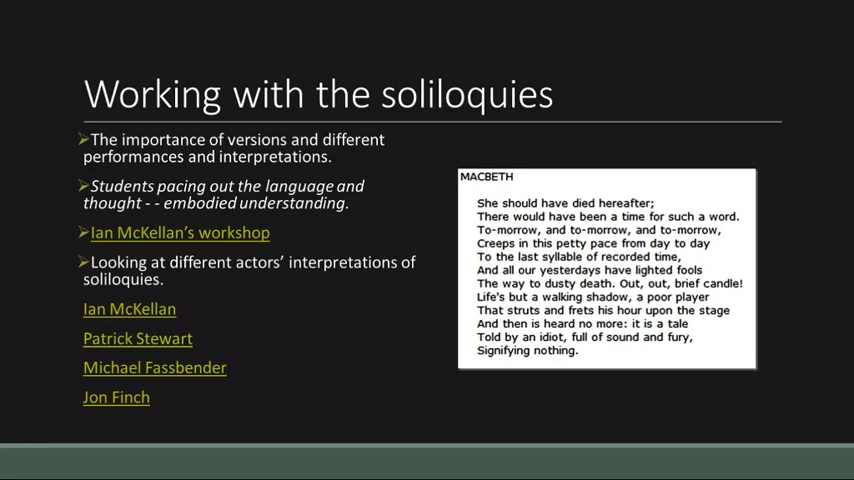 Working with the soliloquies
The importance of versions and different
performances and interpretations.
Students pacing out the language and
thought - - embodied understanding.
Ian McKellan's workshop
Looking at different actors' interpretations of
soliloquies.
Ian McKellan
Patrick Stewart
Michael Fassbender
Jon Finch
MACBETH
She should have died hereafter;
There would have been a time for such a word.
To-morrow, and to-morrow, and to-morrow,
Creeps in this petty pace from day to day
To the last syllable of recorded time,
And all our yesterdays have lighted fools
The way to dusty death. Out, out, brief candle!
Life's but a walking shadow, a poor player
That struts and frets his hour upon the stage
And then is heard no more: it is a tale
Told by an idiot, full of sound and fury,
Signifying nothing.